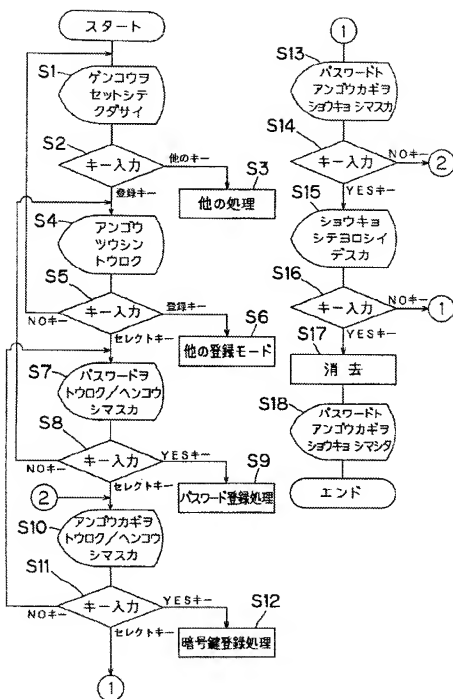 スタート
S1
ゲンコウヲ
セットシテ
クダサイ
S2
キー入力
他のキー
登録キー
S3
他の処理
S4
アンゴウ
ツウシン
トウロク
S5
キー入力
登録キー
NOキー
セレクトキー
S6
他の登録モード
S7
パスワードヲ
トウロク/ヘンコウ
シマスカ
S8
キー入力
YESキー
NOキー
セレクトキー
S9
パスワード登録処理
2
S10
アンゴウカギヲ
トウロク/ヘンコウ
シマスカ
S11
キー入力
YESキー
NOキー
セレクトキー
S12
暗号鍵登録処理
1
1
S13
パスワードト
アンゴウカギヲ
ショウキョ シマスカ
S14
キー入力
NOキー
2
YESキー
S15
ショウキョ
シテヨロシイ
デスカ
S16
キー入力
NOキー
1
YESキー
S17
消去
S18
パスワードト
アンゴウカギヲ
ショウキョ シマシタ
エンド